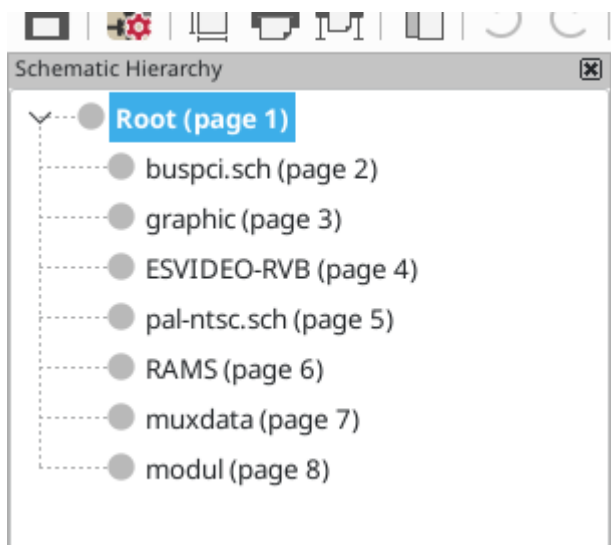 Schematic Hierarchy
Root (page 1)
buspci.sch (page 2)
graphic (page 3)
ESVIDEO-RVB (page 4)
pal-ntsc.sch (page 5)
RAMS (page 6)
muxdata (page 7)
modul (page 8)